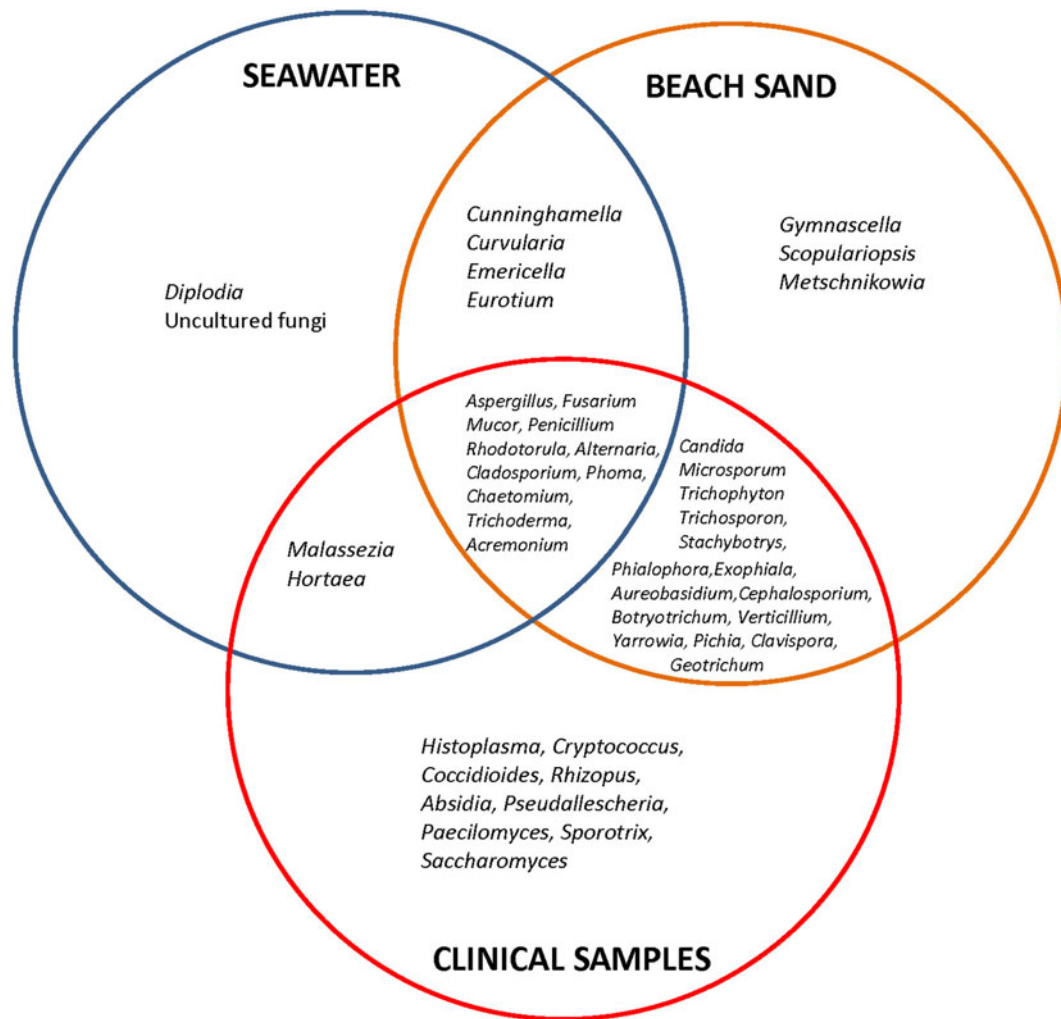 SEAWATER
BEACH SAND
Cunninghamella
Curvularia
Emericella
Eurotium
Gymnascella
Scopulariopsis
Metschnikowia
Diplodia
Uncultured fungi
Aspergillus, Fusarium
Mucor, Penicillium
Rhodotorula, Alternaria,
Cladosporium, Phoma,
Chaetomium,
Trichoderma,
Acremonium
Candida
Microsporum
Trichophyton
Trichosporon,
Stachybotrys,
Phialophora,Exophiala,
Aureobasidium,Cephalosporium,
Botryotrichum, Verticillium,
Yarrowia, Pichia, Clavispora,
Geotrichum
Malassezia
Hortaea
Histoplasma, Cryptococcus,
Coccidioides, Rhizopus,
Absidia, Pseudallescheria,
Paecilomyces, Sporotrix,
Saccharomyces
CLINICAL SAMPLES